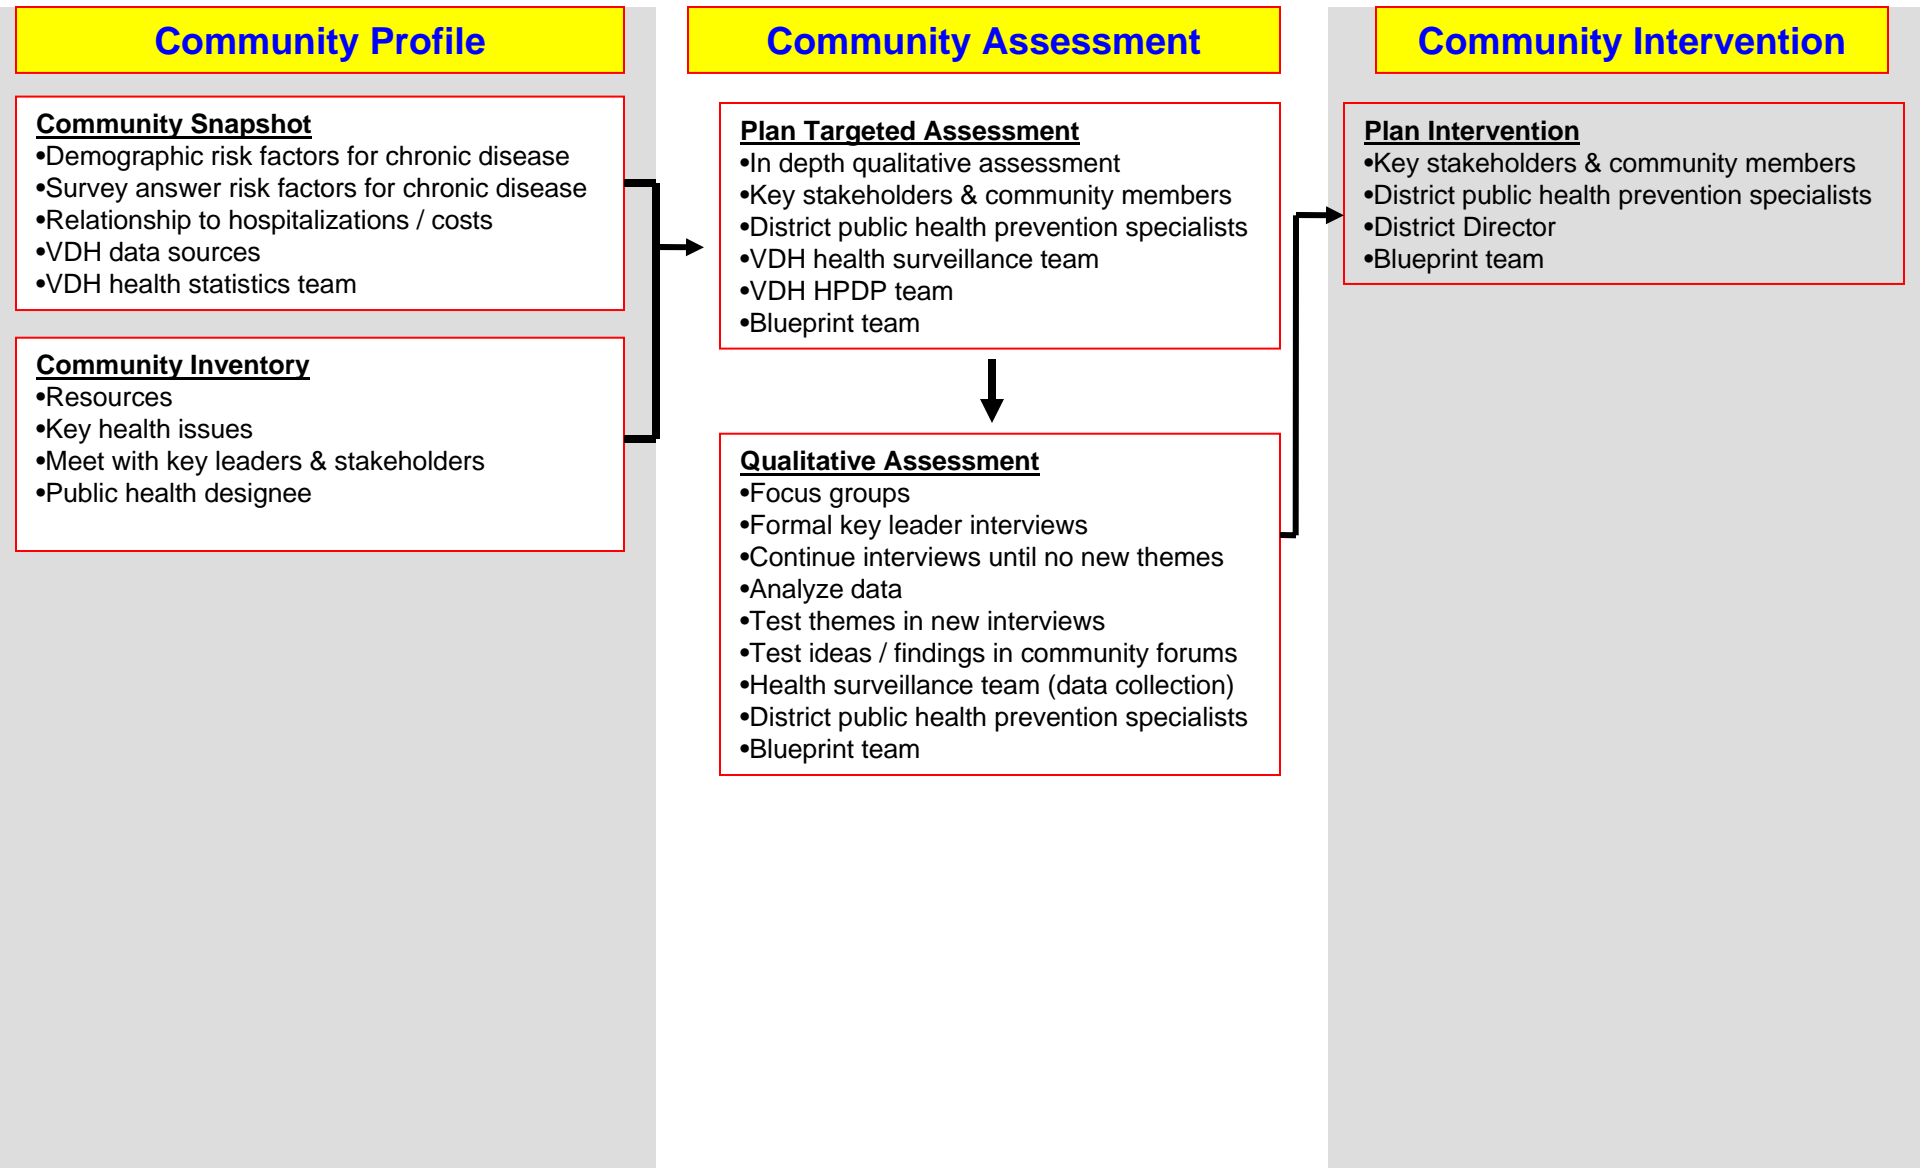 Community Profile
Community Snapshot
•Demographic risk factors for chronic disease
•Survey answer risk factors for chronic disease
•Relationship to hospitalizations / costs
•VDH data sources
•VDH health statistics team
Community Inventory
•Resources
•Key health issues
•Meet with key leaders & stakeholders
•Public health designee
Community Assessment
Plan Targeted Assessment
•In depth qualitative assessment
•Key stakeholders & community members
•District public health prevention specialists
•VDH health surveillance team
•VDH HPDP team
•Blueprint team
Qualitative Assessment
•Focus groups
•Formal key leader interviews
•Continue interviews until no new themes
•Analyze data
•Test themes in new interviews
•Test ideas / findings in community forums
•Health surveillance team (data collection)
•District public health prevention specialists
•Blueprint team
Community Intervention
Plan Intervention
•Key stakeholders & community members
•District public health prevention specialists
•District Director
•Blueprint team